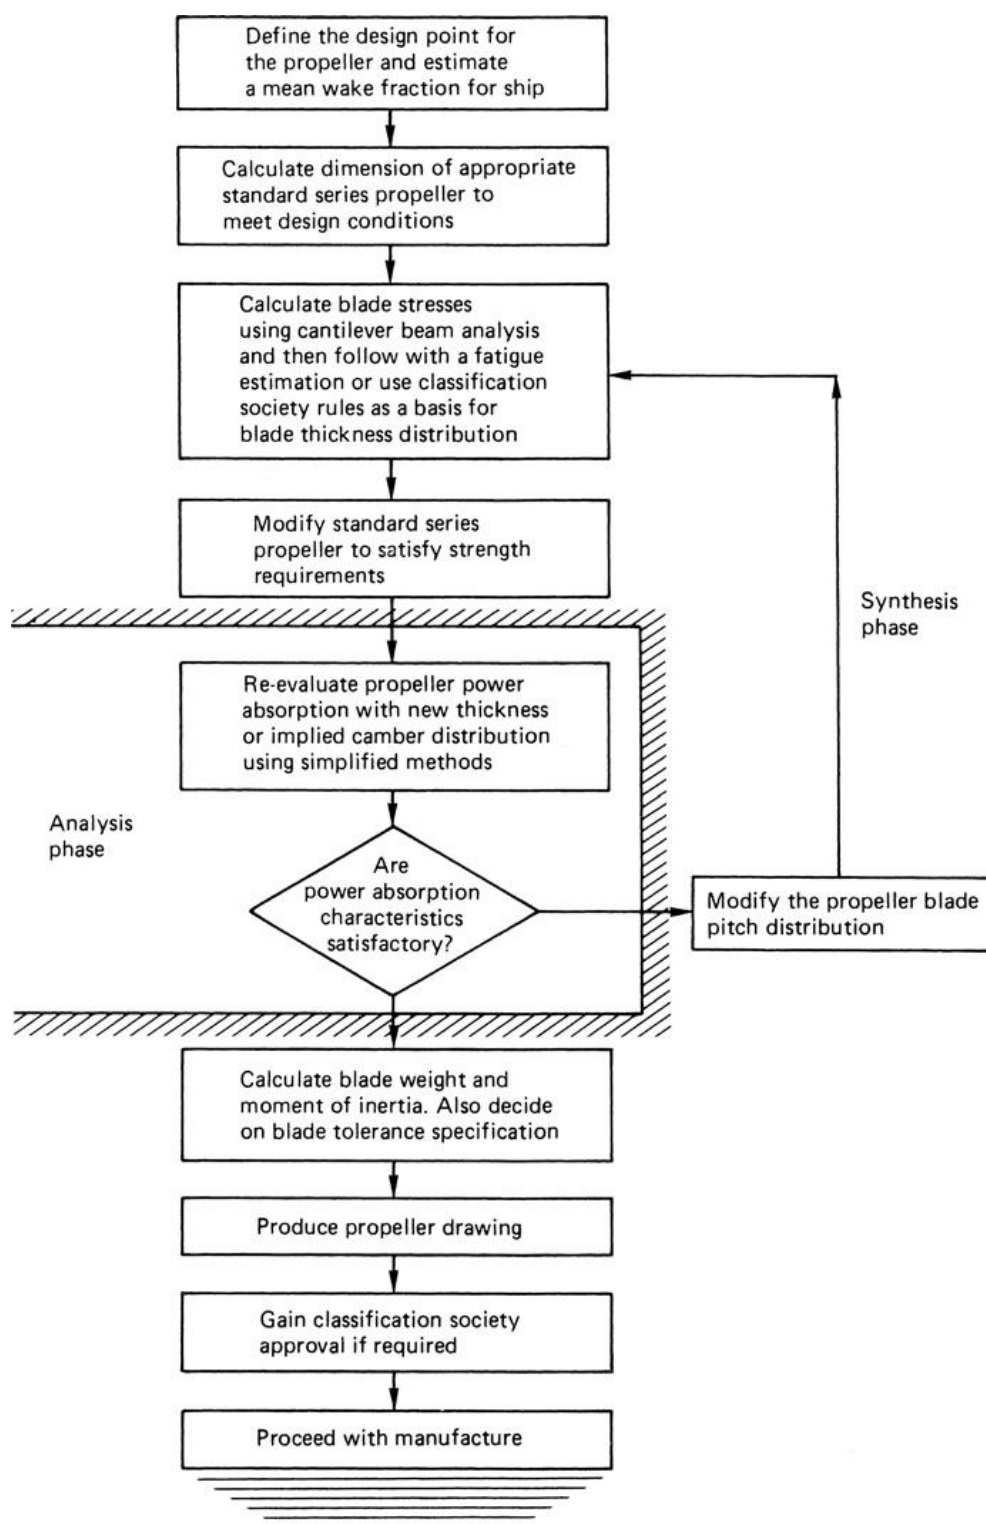 Define the design point for
the propeller and estimate
a mean wake fraction for ship
Calculate dimension of appropriate
standard series propeller to
meet design conditions
Calculate blade stresses
using cantilever beam analysis
and then follow with a fatigue
estimation or use classification
society rules as a basis for
blade thickness distribution
Modify standard series
propeller to satisfy strength
requirements
Synthesis
phase
Re-evaluate propeller power
absorption with new thickness
or implied camber distribution
using simplified methods
Analysis
phase
Are
power absorption
characteristics
satisfactory?
Modify the propeller blade
pitch distribution
Calculate blade weight and
moment of inertia. Also decide
on blade tolerance specification
Produce propeller drawing
Gain classification society
approval if required
Proceed with manufacture